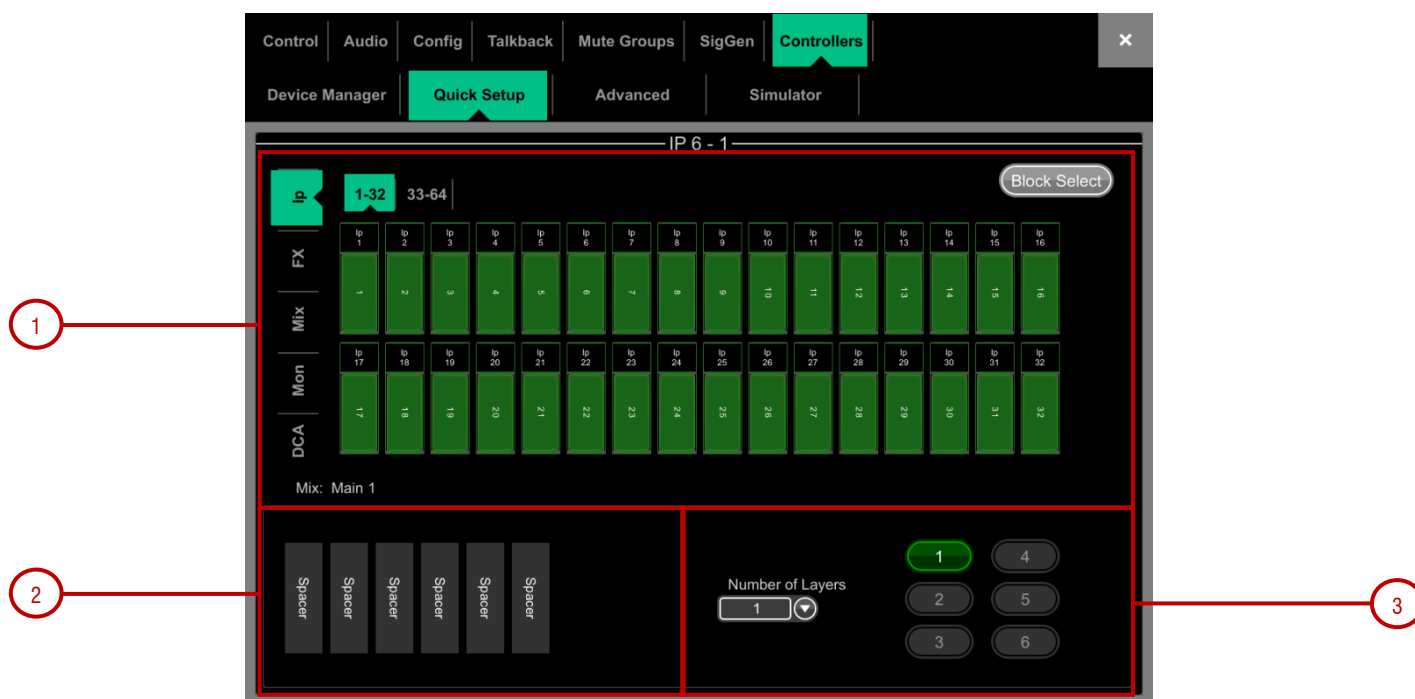 Control Audio Config Talkback Mute Groups SigGen Controllers ×
Device Manager Quick Setup Advanced Simulator
IP 6 - 1
Ip 1-32 33-64 Block Select
FX
Mix
Mon
DCA
Ip 1 Ip 2 Ip 3 Ip 4 Ip 5 Ip 6 Ip 7 Ip 8 Ip 9 Ip 10 Ip 11 Ip 12 Ip 13 Ip 14 Ip 15 Ip 16
1 2 3 4 5 6 7 8 9 10 11 12 13 14 15 16
Ip 17 Ip 18 Ip 19 Ip 20 Ip 21 Ip 22 Ip 23 Ip 24 Ip 25 Ip 26 Ip 27 Ip 28 Ip 29 Ip 30 Ip 31 Ip 32
17 18 19 20 21 22 23 24 25 26 27 28 29 30 31 32
Mix: Main 1
1
Spacer Spacer Spacer Spacer Spacer Spacer
2
Number of Layers
1
1 4
2 5
3 6
3